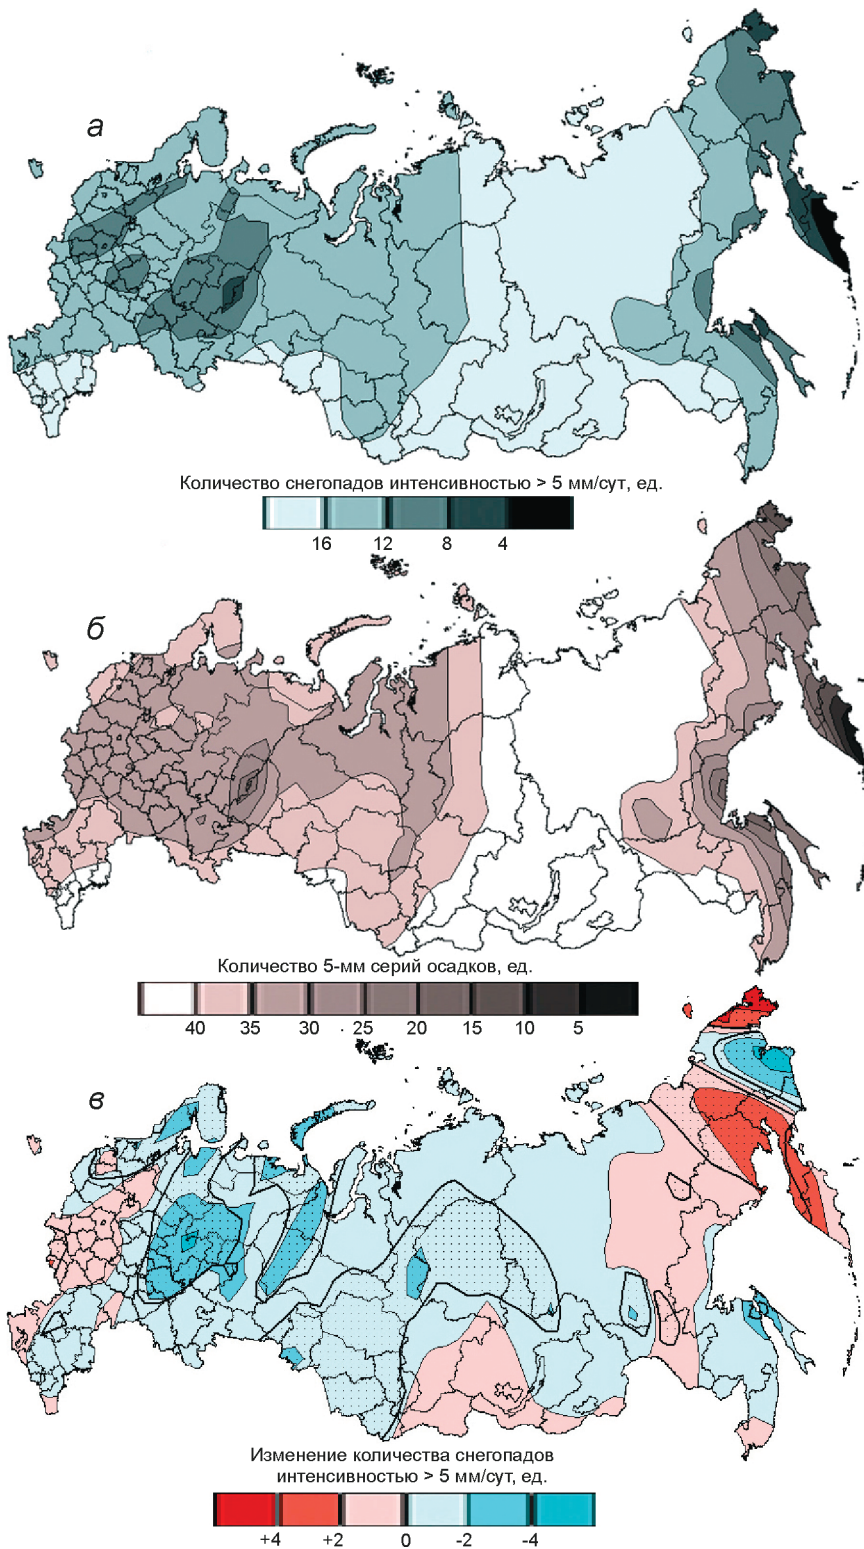 а
Количество снегопадов интенсивностью > 5 мм/сут, ед.
16 12 8 4
б
Количество 5-мм серий осадков, ед.
40 35 30 25 20 15 10 5
в
Изменение количества снегопадов
интенсивностью > 5 мм/сут, ед.
+4 +2 0 -2 -4